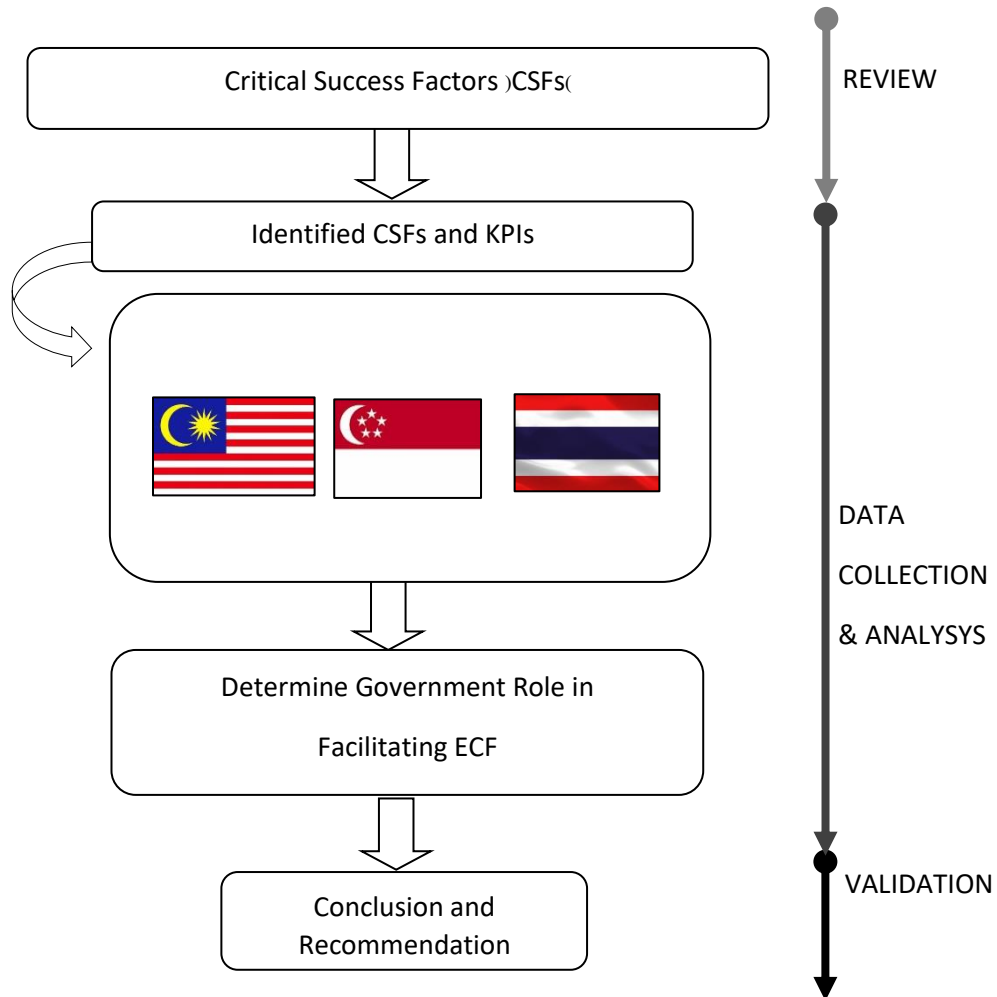 Critical Success Factors )CSFs(
REVIEW
Identified CSFs and KPIs
DATA
COLLECTION
& ANALYSYS
Determine Government Role in
Facilitating ECF
VALIDATION
Conclusion and
Recommendation